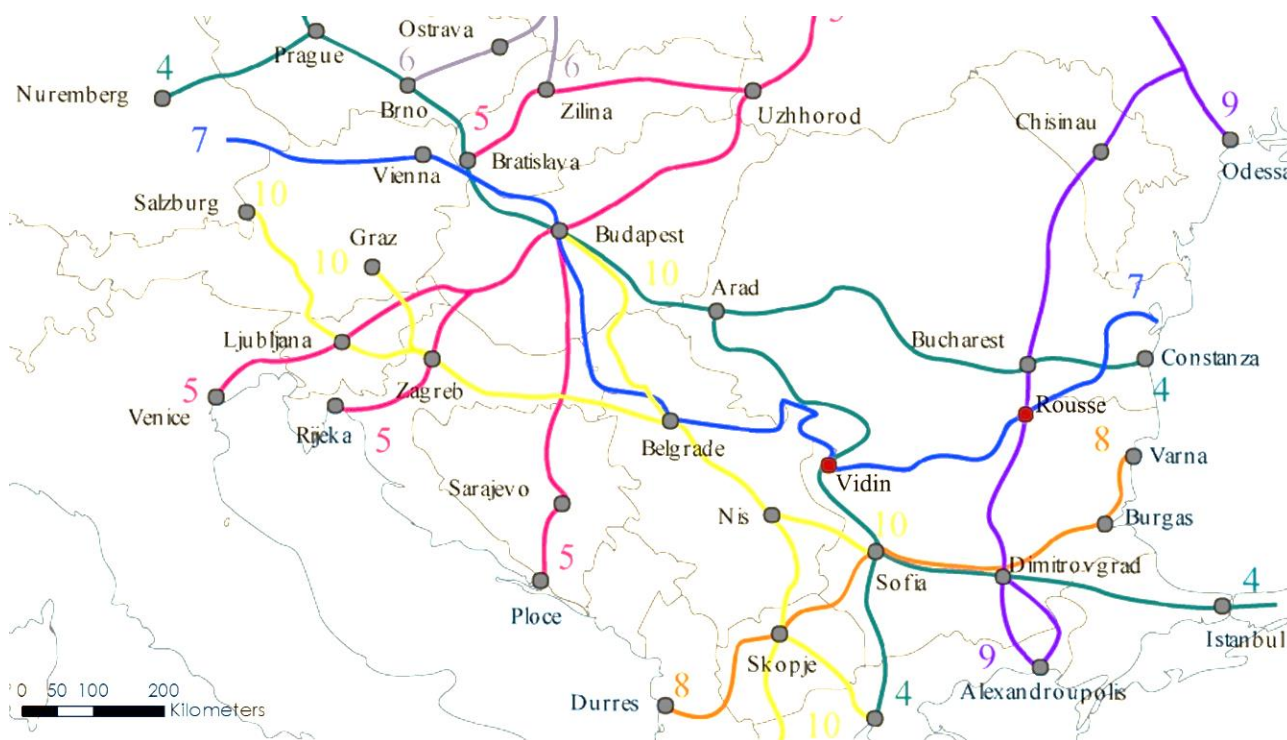 5
Ostrava
Prague
4
6
6
9
Nuremberg
Brno
Zilina
Uzhhorod
5
Chisinau
7
Vienna
Bratislava
Odessa
Salzburg
10
Graz
Budapest
10
10
Arad
7
Ljubljana
Bucharest
Constanza
5
Zagreb
4
Venice
Rijeka
5
Rousse
Belgrade
8
Varna
Vidin
Sarajevo
Nis
10
Burgas
5
Sofia
Dimitrovgrad
4
Ploce
Istanbul
Skopje
9
0 50 100 200
Kilometers
Durres
8
4
Alexandroupolis
10